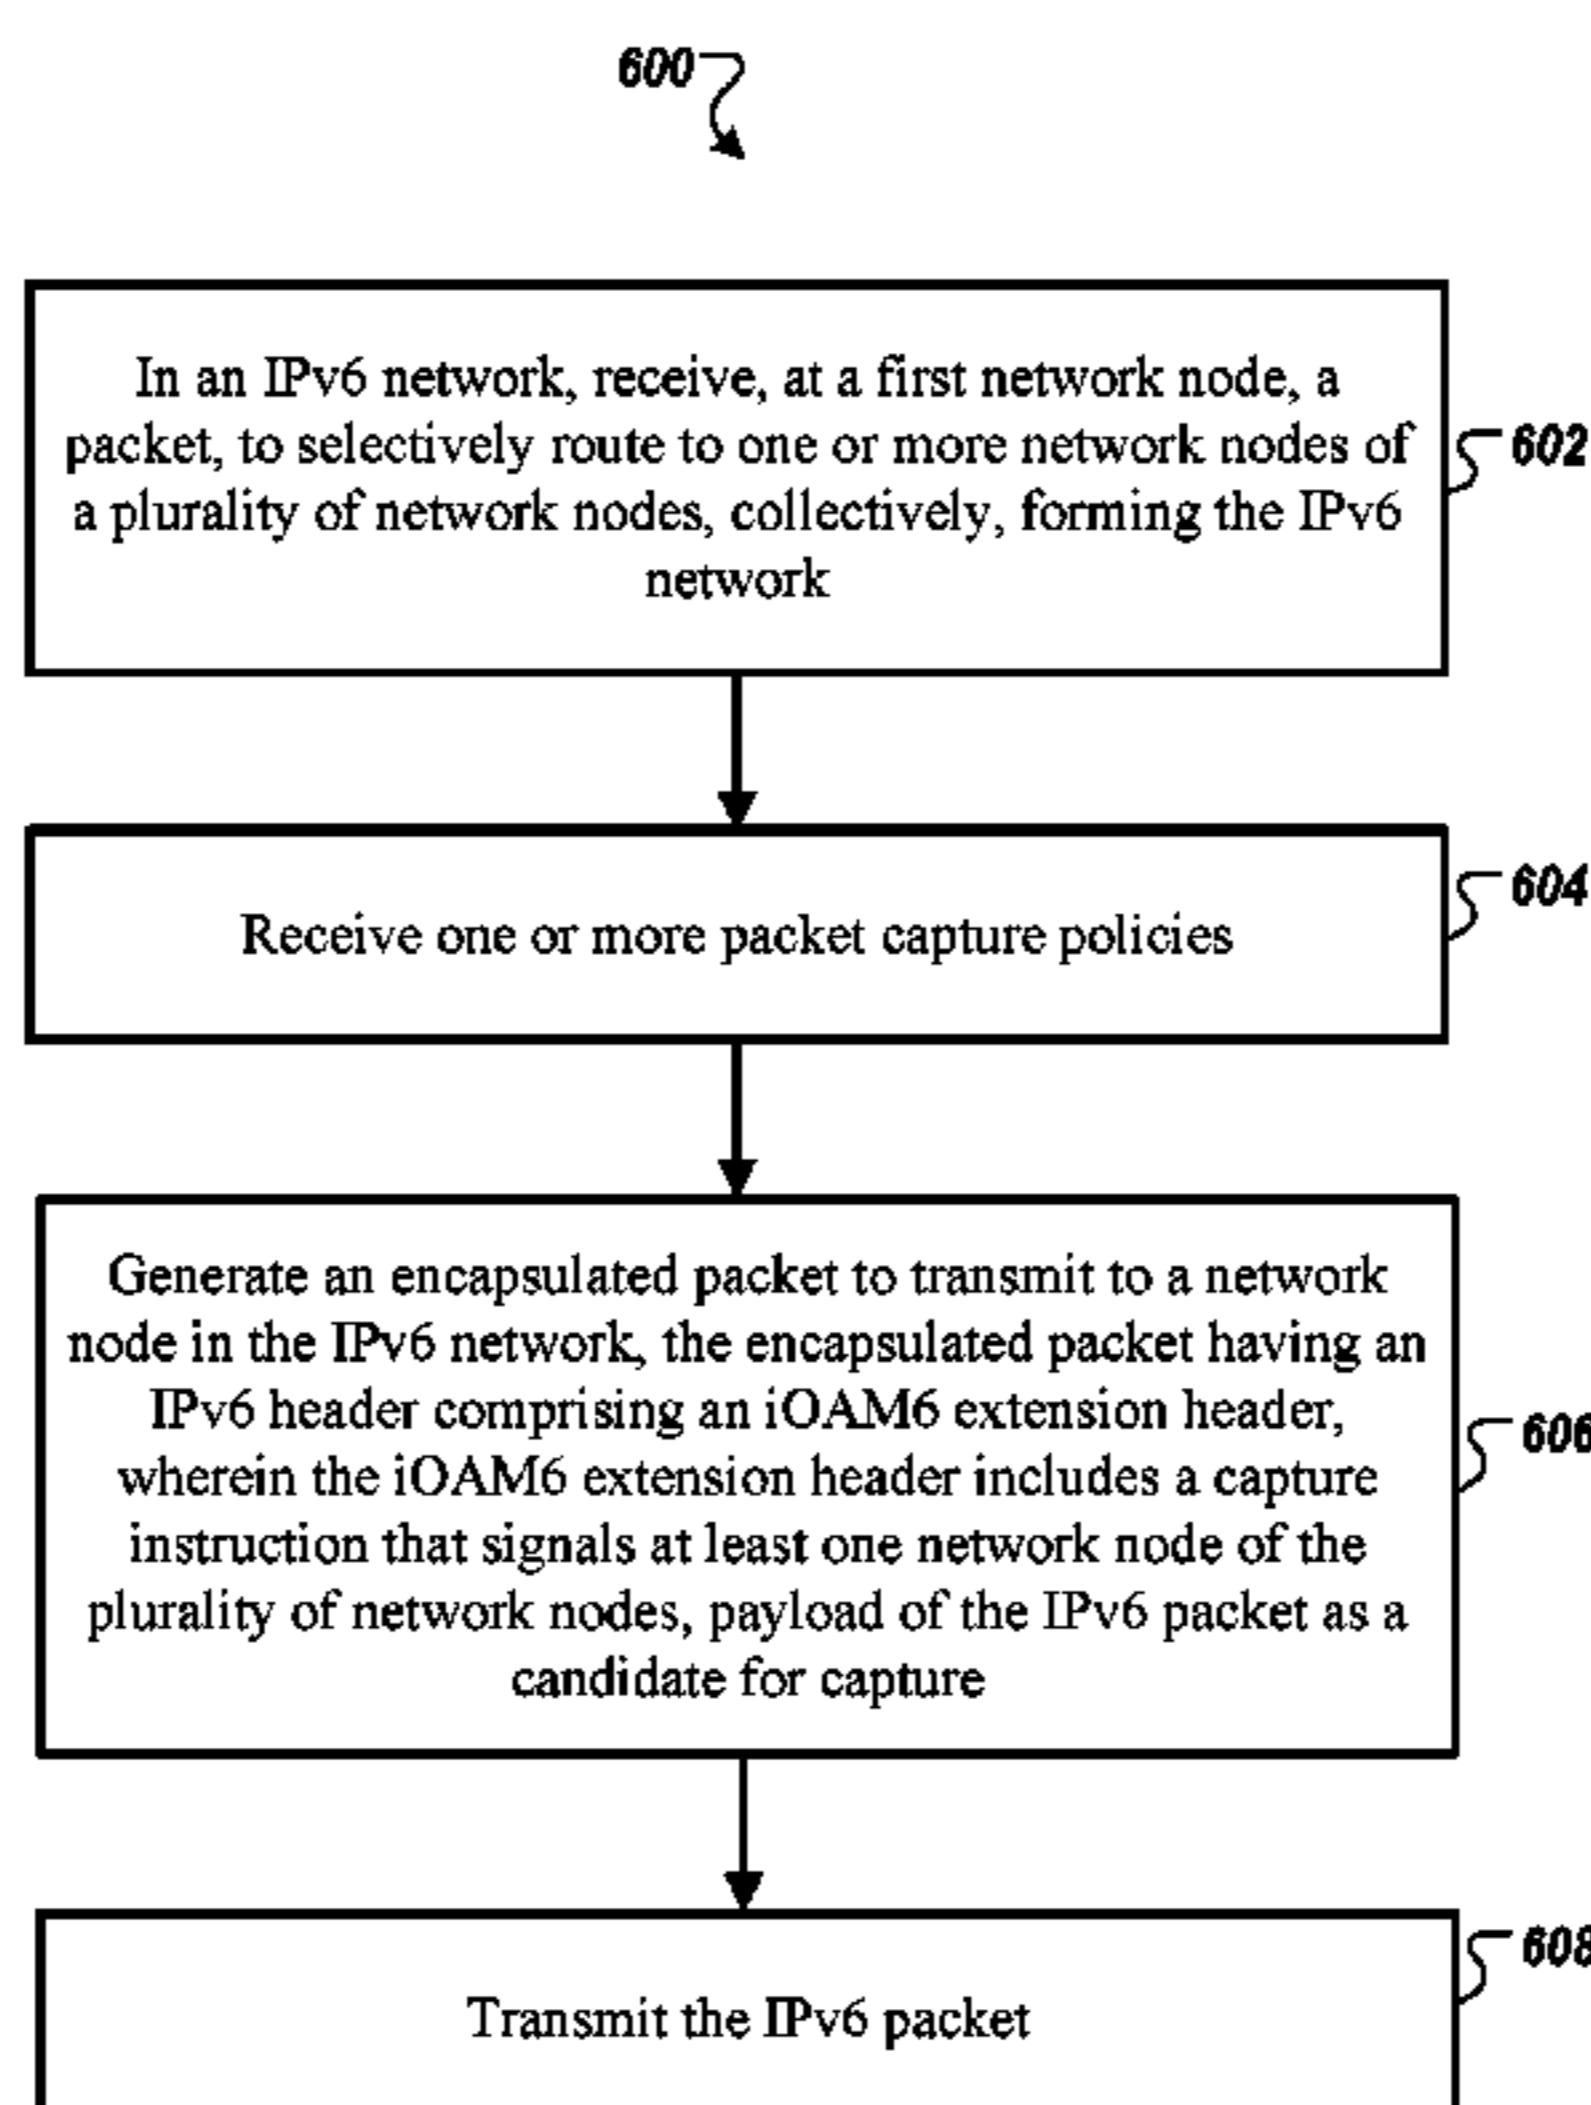 600
In an IPv6 network, receive, at a first network node, a
packet, to selectively route to one or more network nodes of
a plurality of network nodes, collectively, forming the IPv6
network
602
Receive one or more packet capture policies
604
Generate an encapsulated packet to transmit to a network
node in the IPv6 network, the encapsulated packet having an
IPv6 header comprising an iOAM6 extension header,
wherein the iOAM6 extension header includes a capture
instruction that signals at least one network node of the
plurality of network nodes, payload of the IPv6 packet as a
candidate for capture
606
Transmit the IPv6 packet
608